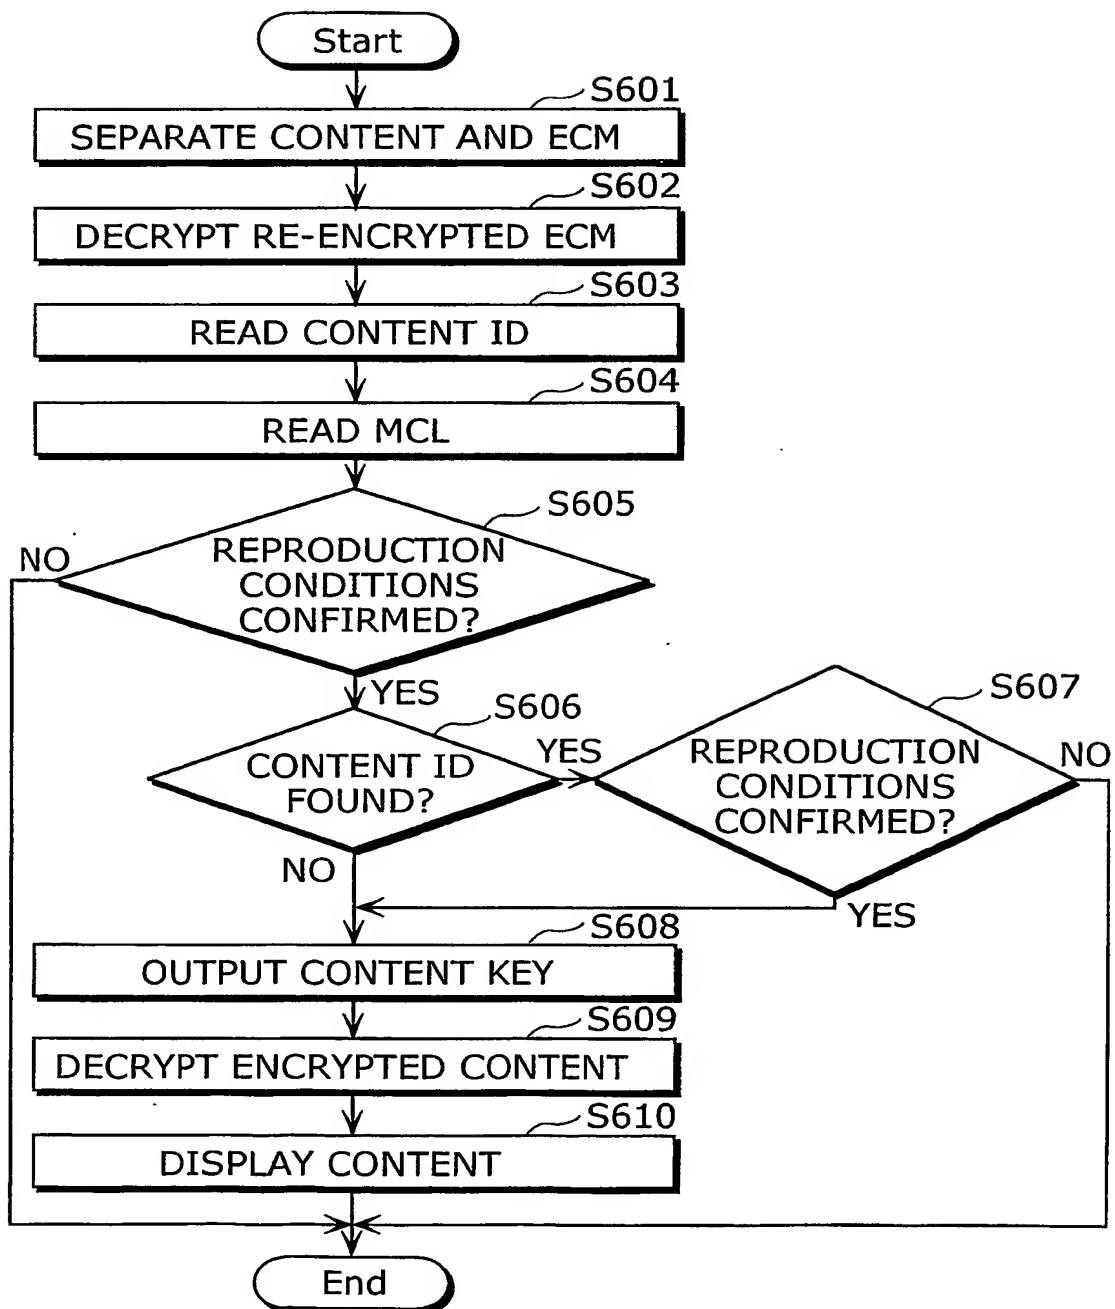 Start
S601
SEPARATE CONTENT AND ECM
S602
DECRYPT RE-ENCRYPTED ECM
S603
READ CONTENT ID
S604
READ MCL
S605
NO
REPRODUCTION
CONDITIONS
CONFIRMED?
YES
S606
CONTENT ID
FOUND?
YES
NO
S607
REPRODUCTION
CONDITIONS
CONFIRMED?
NO
YES
S608
OUTPUT CONTENT KEY
S609
DECRYPT ENCRYPTED CONTENT
S610
DISPLAY CONTENT
End